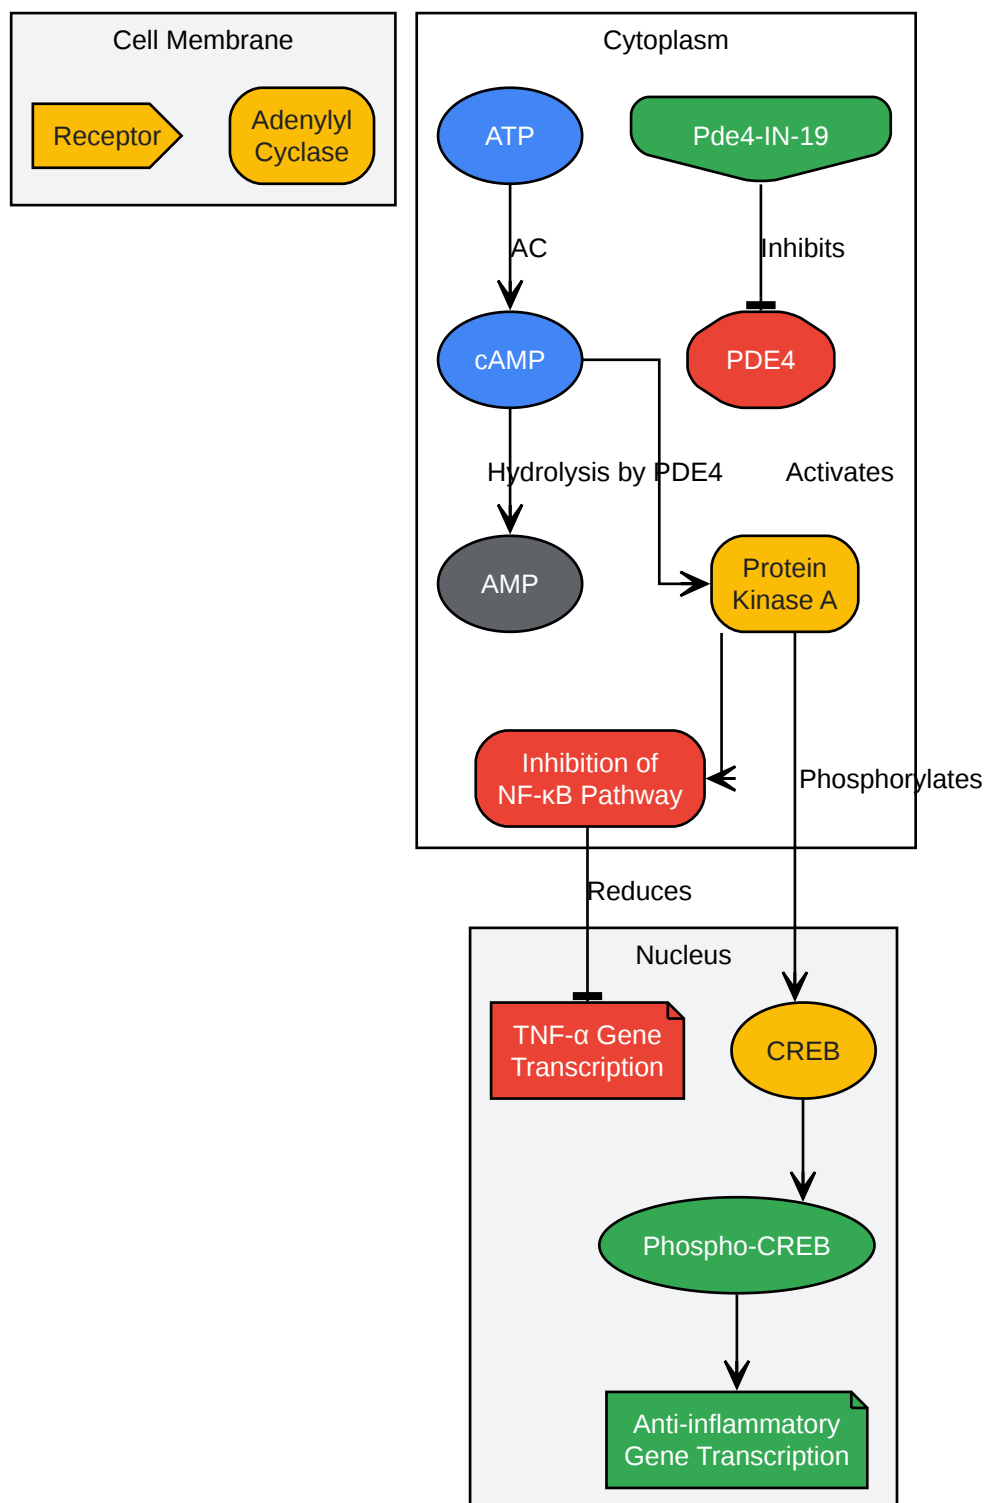 Cell Membrane
Receptor
Adenylyl
Cyclase
Cytoplasm
ATP
Pde4-IN-19
AC
Inhibits
cAMP
PDE4
Hydrolysis by PDE4
Activates
AMP
Protein
Kinase A
Inhibition of
NF-κB Pathway
Phosphorylates
Reduces
Nucleus
TNF-α Gene
Transcription
CREB
Phospho-CREB
Anti-inflammatory
Gene Transcription